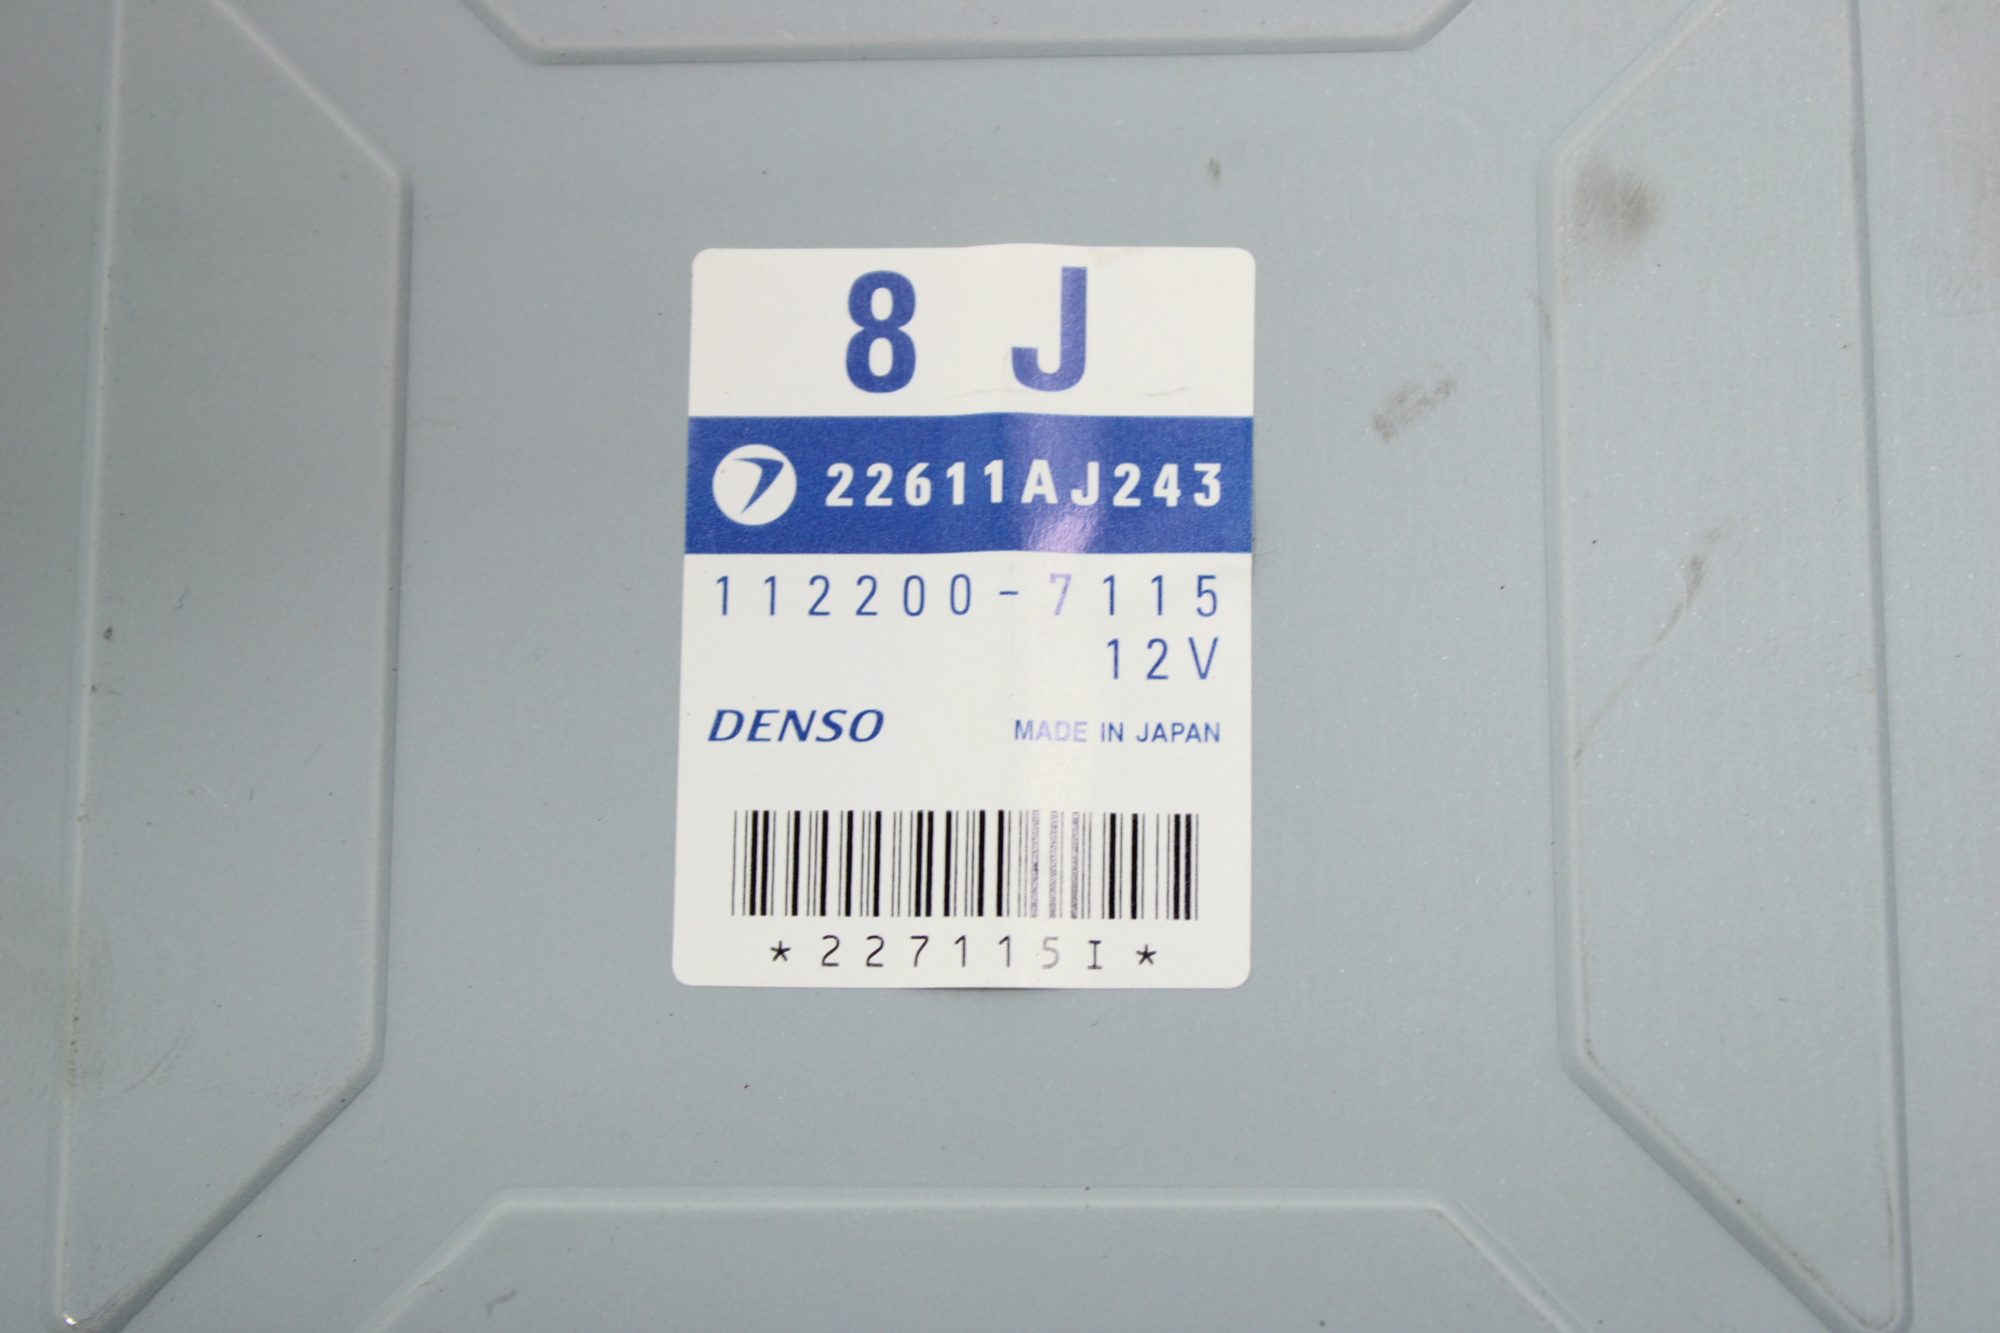 8 J
22611AJ243
112200-7115
12V
DENSO MADE IN JAPAN
*227115I*